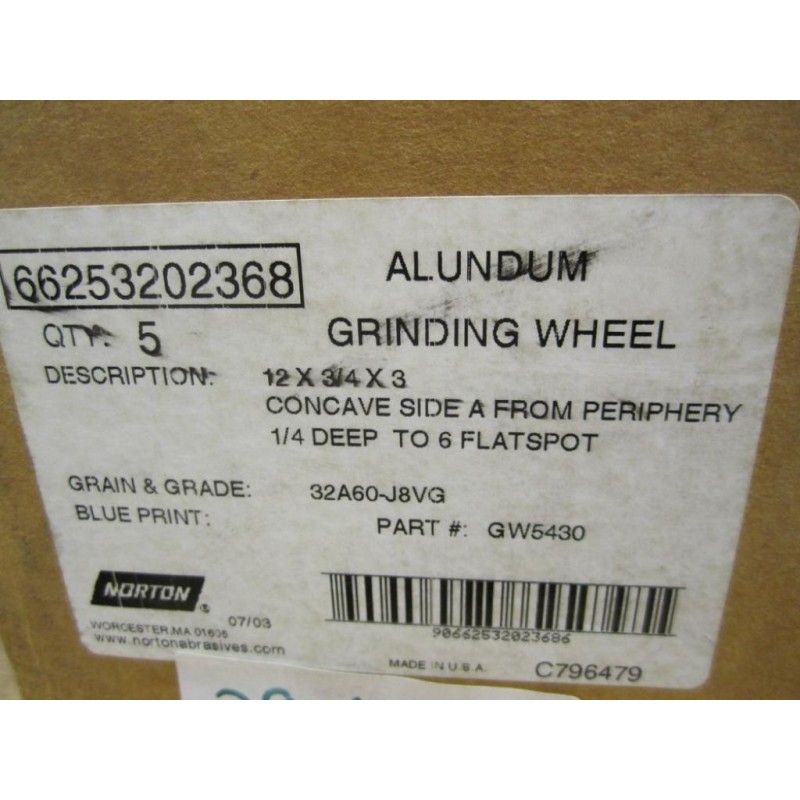 66253202368
ALUNDUM
QTY: 5
GRINDING WHEEL
DESCRIPTION: 12 X 3/4 X 3
CONCAVE SIDE A FROM PERIPHERY
1/4 DEEP TO 6 FLATSPOT
GRAIN & GRADE: 32A60-J8VG
BLUE PRINT:
PART #: GW5430
NORTON®
07/03
WORCESTER, MA 01606
www.nortonabrasives.com
90662532023686
MADE IN U.S.A.
C796479